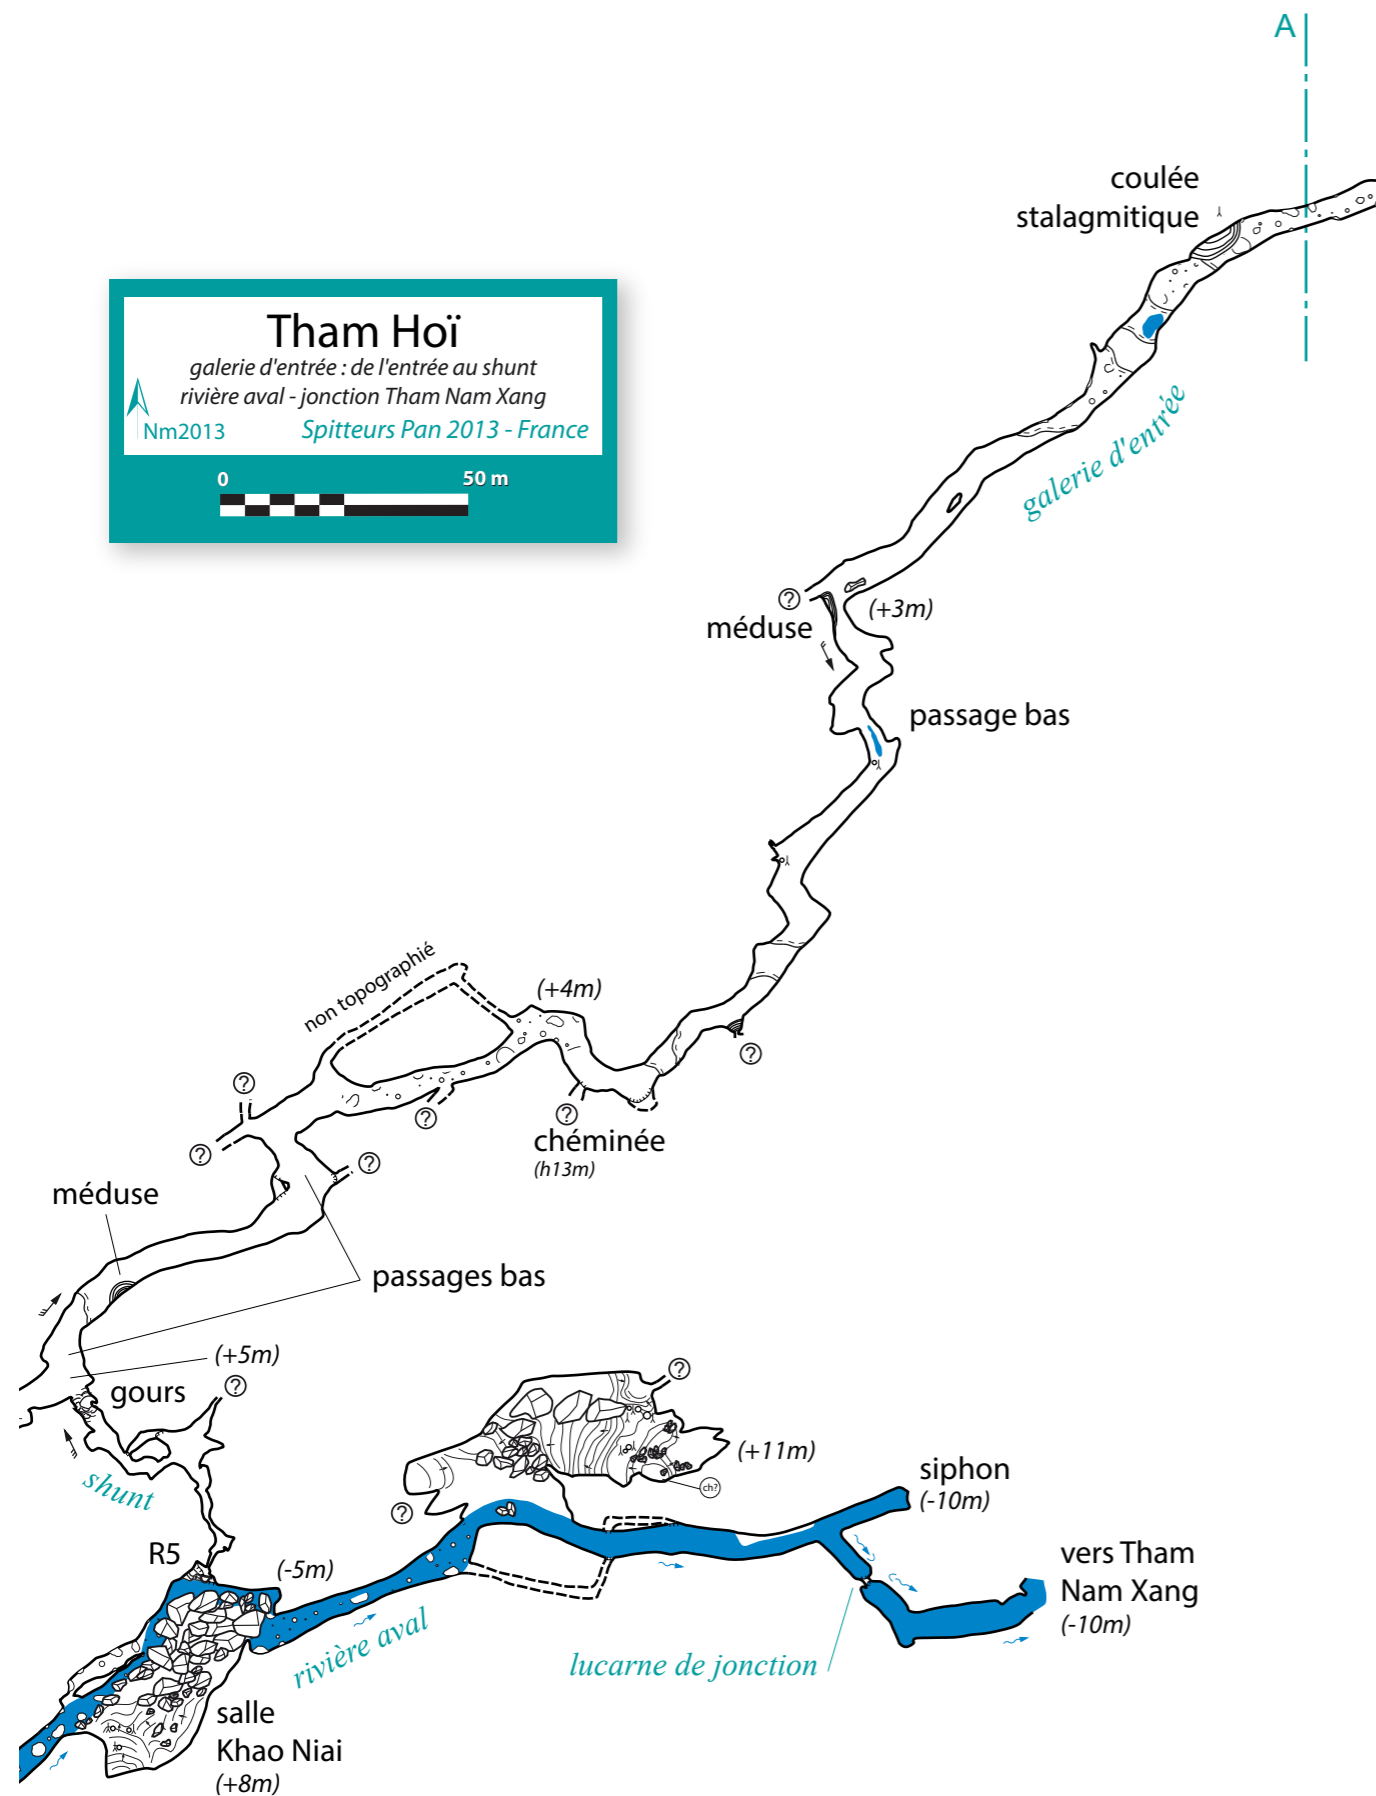 A
coulée
stalagmitique
Tham Hoï
galerie d'entrée : de l'entrée au shunt
rivière aval - jonction Tham Nam Xang
Nm2013
Spitteurs Pan 2013 - France
0
50 m
galerie d'entrée
?
(+3m)
méduse
passage bas
non topographié
(+4m)
?
?
?
?
chéminée
(h13m)
?
?
méduse
passages bas
(+5m)
gours
?
?
shunt
(+11m)
ch?
siphon
(-10m)
?
R5
(-5m)
vers Tham
Nam Xang
(-10m)
rivière aval
lucarne de jonction
salle
Khao Niai
(+8m)